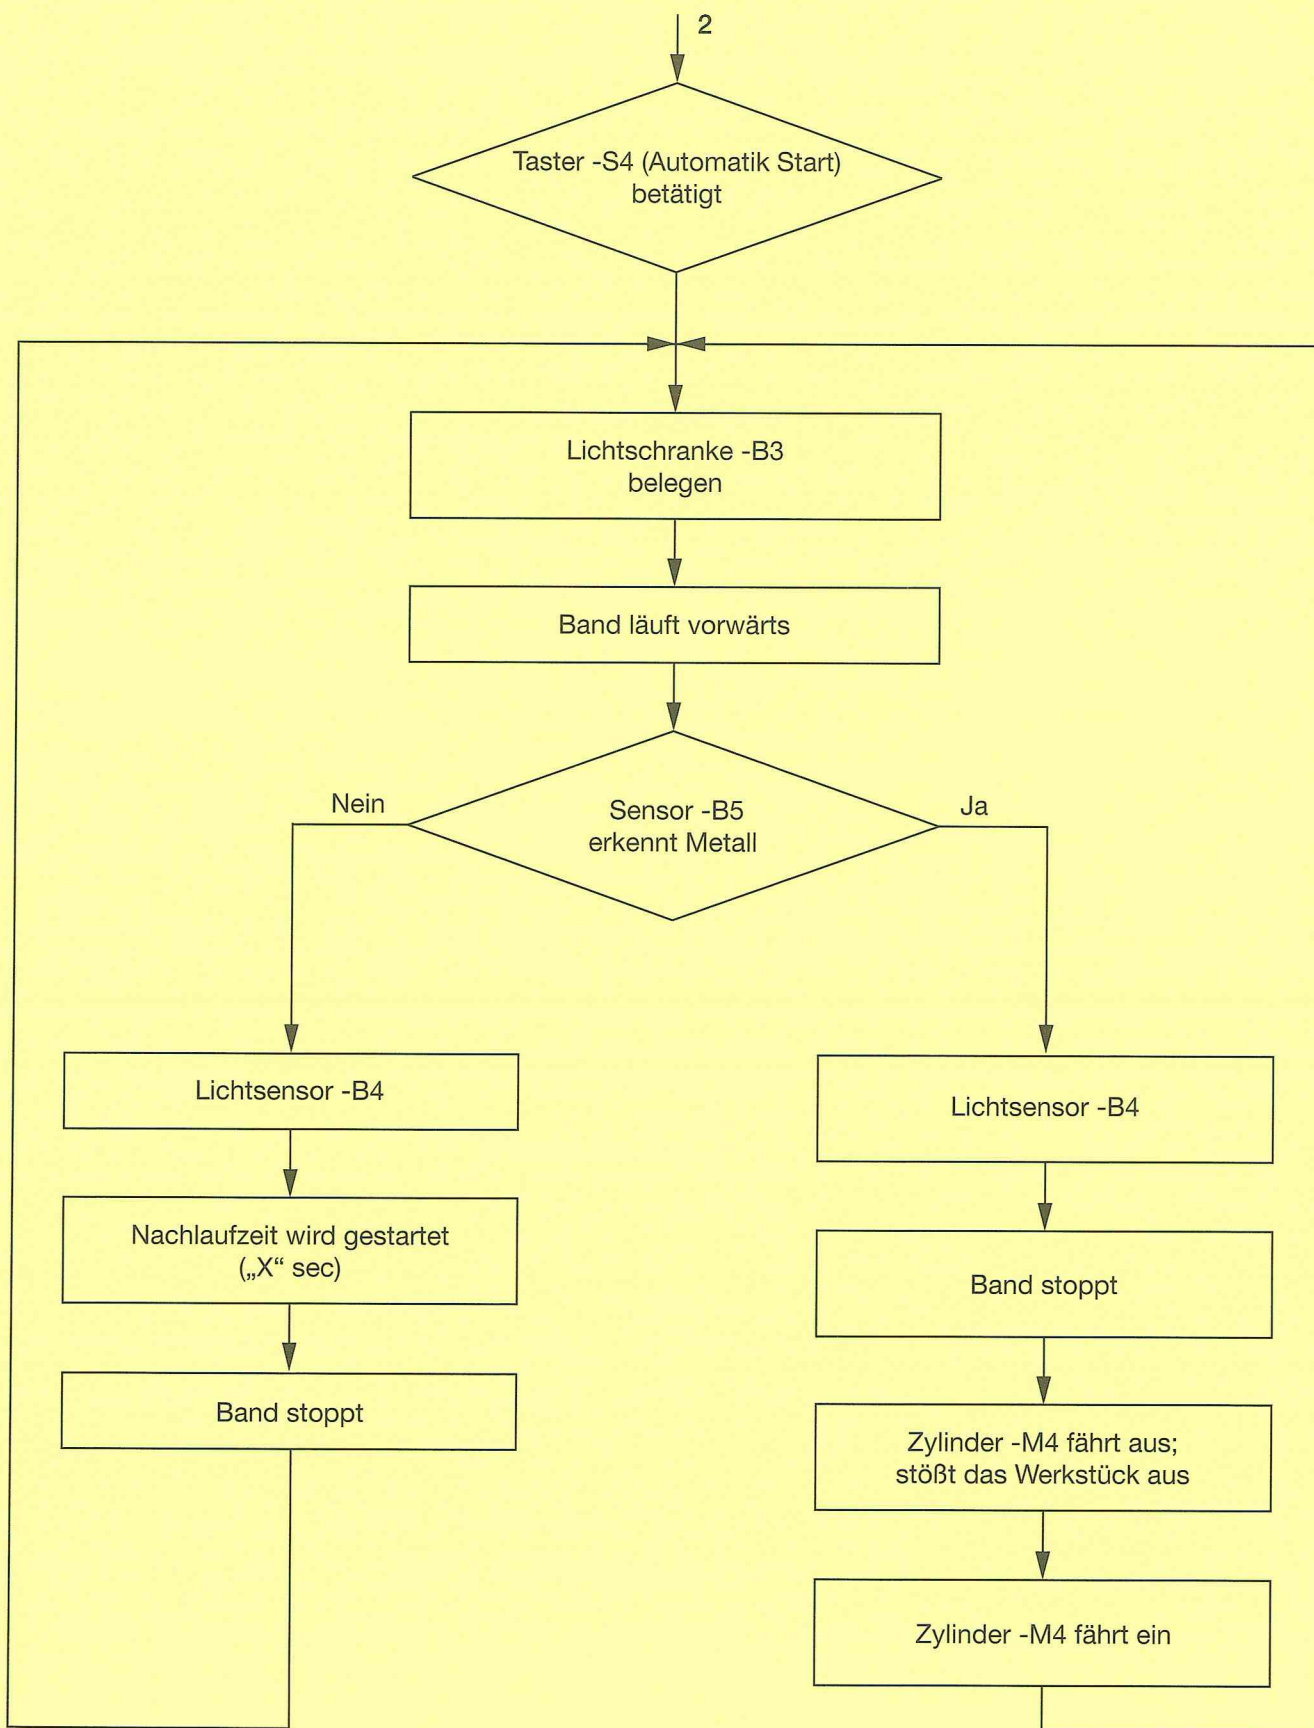 2
Taster -S4 (Automatik Start)
betätigt
Lichtschranke -B3
belegen
Band läuft vorwärts
Nein
Sensor -B5
erkennt Metall
Ja
Lichtsensor -B4
Nachlaufzeit wird gestartet
(„X“ sec)
Band stoppt
Lichtsensor -B4
Band stoppt
Zylinder -M4 fährt aus;
stößt das Werkstück aus
Zylinder -M4 fährt ein